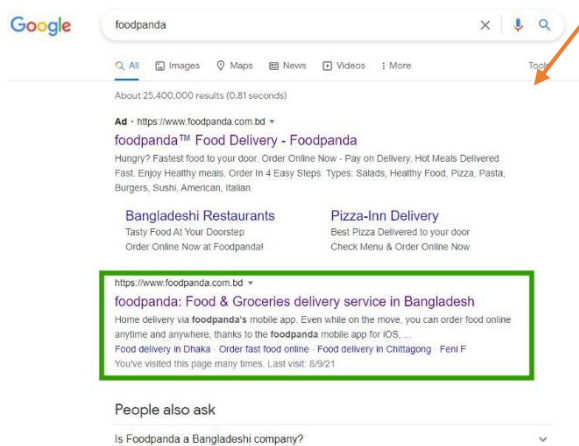 Google
foodpanda
All Images Maps News Videos More Tools
About 25,400,000 results (0.81 seconds)
Ad · https://www.foodpanda.com.bd
foodpanda™ Food Delivery - Foodpanda
Hungry? Fastest food to your door. Order Online Now - Pay on Delivery. Hot Meals Delivered
Fast. Enjoy Healthy meals. Order In 4 Easy Steps. Types: Salads, Healthy Food, Pizza, Pasta,
Burgers, Sushi, American, Italian.
Bangladeshi Restaurants
Tasty Food At Your Doorstep
Order Online Now at Foodpanda!
Pizza-Inn Delivery
Best Pizza Delivered to your door
Check Menu & Order Online Now
https://www.foodpanda.com.bd
foodpanda: Food & Groceries delivery service in Bangladesh
Home delivery via foodpanda's mobile app. Even while on the move, you can order food online
anytime and anywhere, thanks to the foodpanda mobile app for iOS, ...
Food delivery in Dhaka · Order fast food online · Food delivery in Chittagong · Feni F
You've visited this page many times. Last visit: 8/9/21
People also ask
Is Foodpanda a Bangladeshi company?